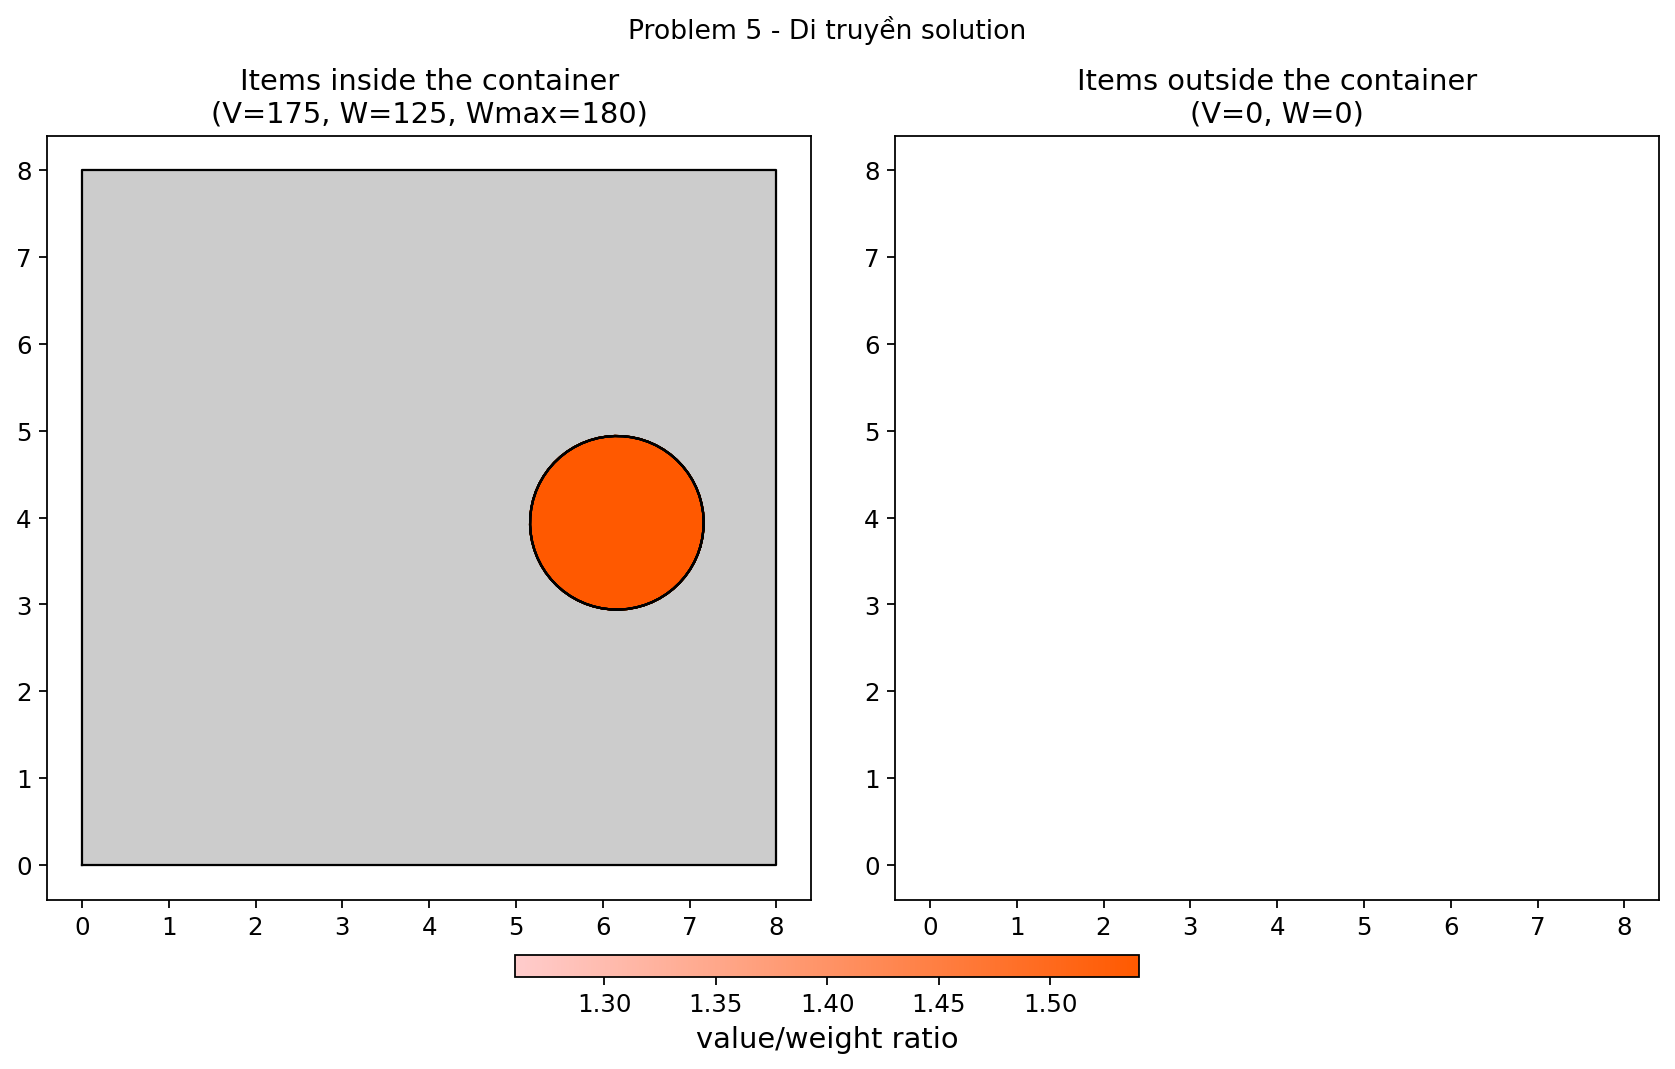 Problem 5 - Di truyền solution
Items inside the container
(V=175, W=125, Wmax=180)
8
7
6
5
4
3
2
1
0
0 1 2 3 4 5 6 7 8
Items outside the container
(V=0, W=0)
8
7
6
5
4
3
2
1
0
0 1 2 3 4 5 6 7 8
1.30 1.35 1.40 1.45 1.50
value/weight ratio